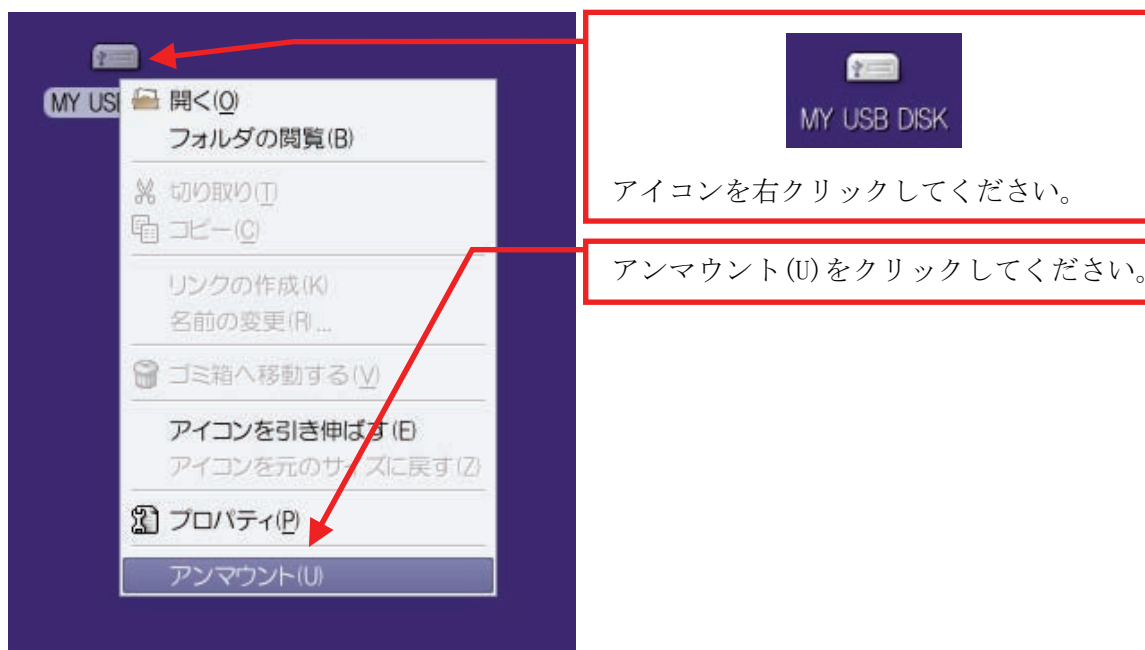 MY US
開く(O)
フォルダの閲覧(B)
切り取り(T)
コピー(C)
リンクの作成(K)
名前の変更(R)...
ゴミ箱へ移動する(V)
アイコンを引き伸ばす(E)
アイコンを元のサイズに戻す(Z)
プロパティ(P)
アンマウント(U)
MY USB DISK
アイコンを右クリックしてください。
アンマウント(U)をクリックしてください。